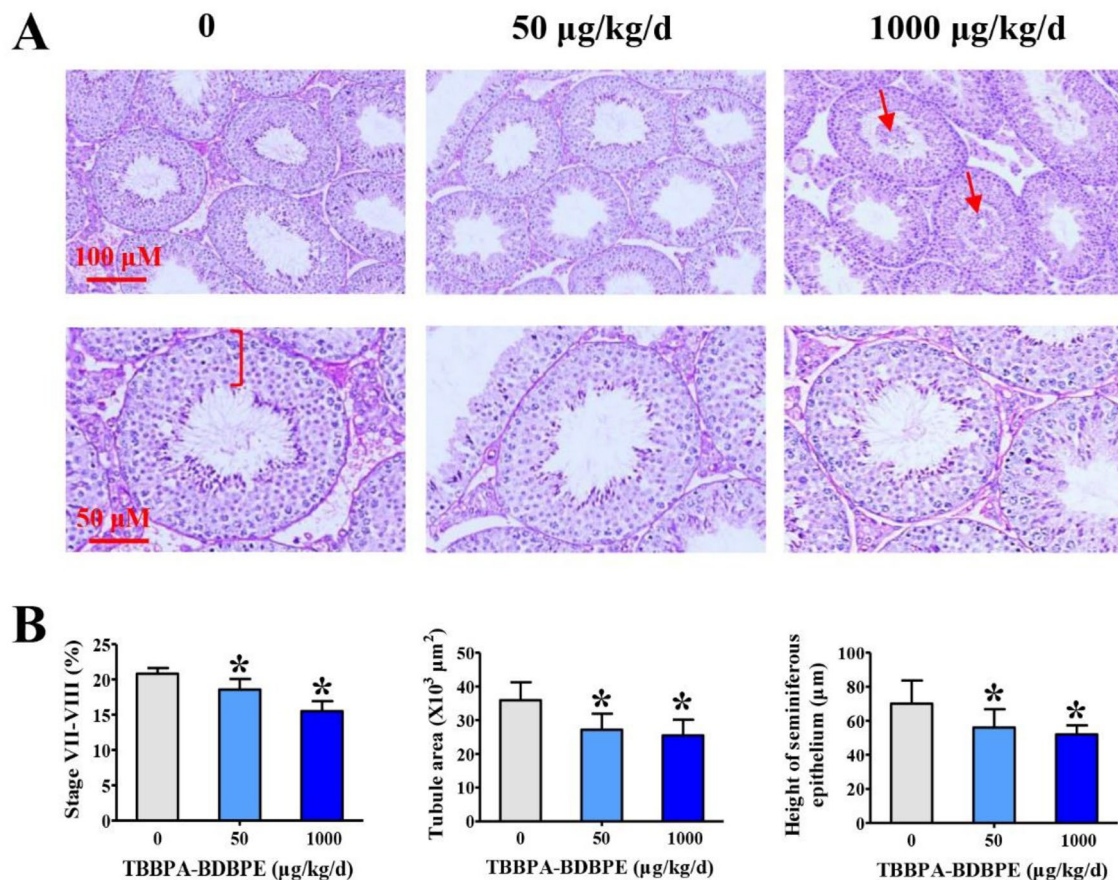 A
0
50 μg/kg/d
1000 μg/kg/d
100 μM
50 μM
B
Stage VII-VIII (%)
25
20
15
10
5
0
*
*
0
50
1000
TBBPA-BDBPE (μg/kg/d)
Tubule area (X10³ μm²)
50
40
30
20
10
0
*
*
0
50
1000
TBBPA-BDBPE (μg/kg/d)
Height of seminiferous
epithelium (μm)
100
80
60
40
20
0
*
*
0
50
1000
TBBPA-BDBPE (μg/kg/d)